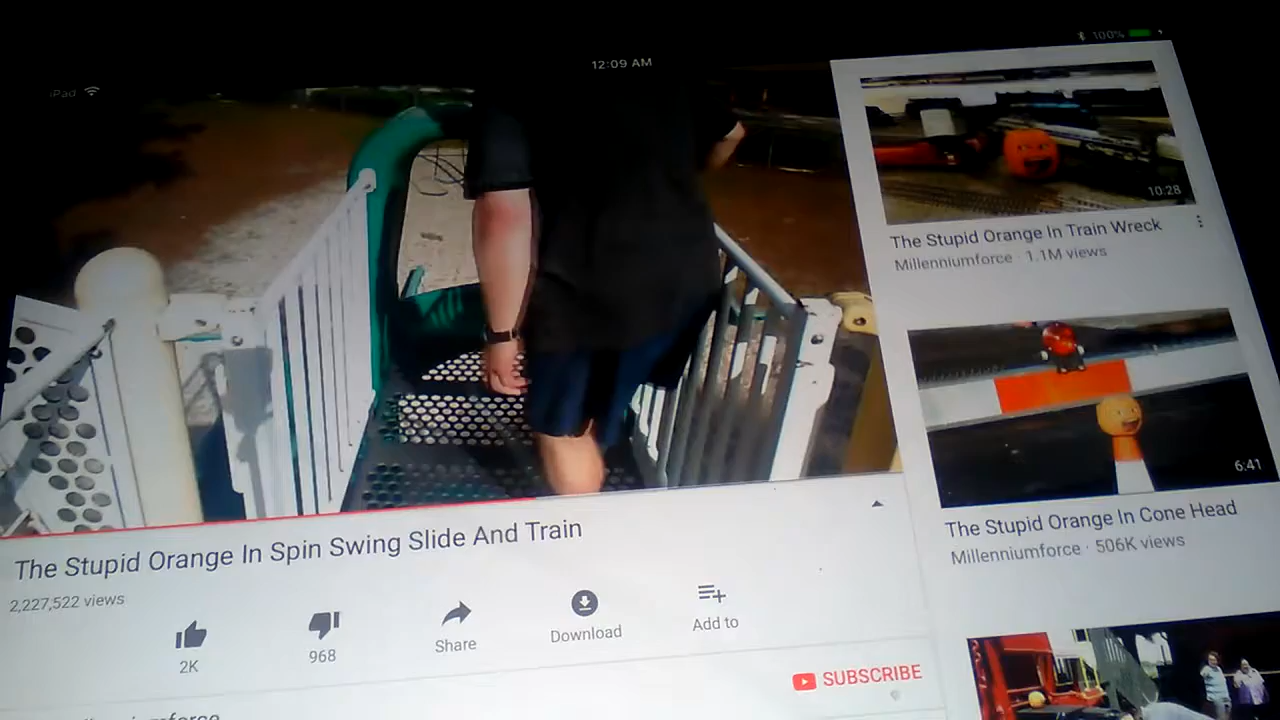 iPad
12:09 AM
100%
The Stupid Orange In Spin Swing Slide And Train
2,227,522 views
2K
968
Share
Download
Add to
SUBSCRIBE
10:28
The Stupid Orange In Train Wreck
Millenniumforce · 1.1M views
6:41
The Stupid Orange In Cone Head
Millenniumforce · 506K views